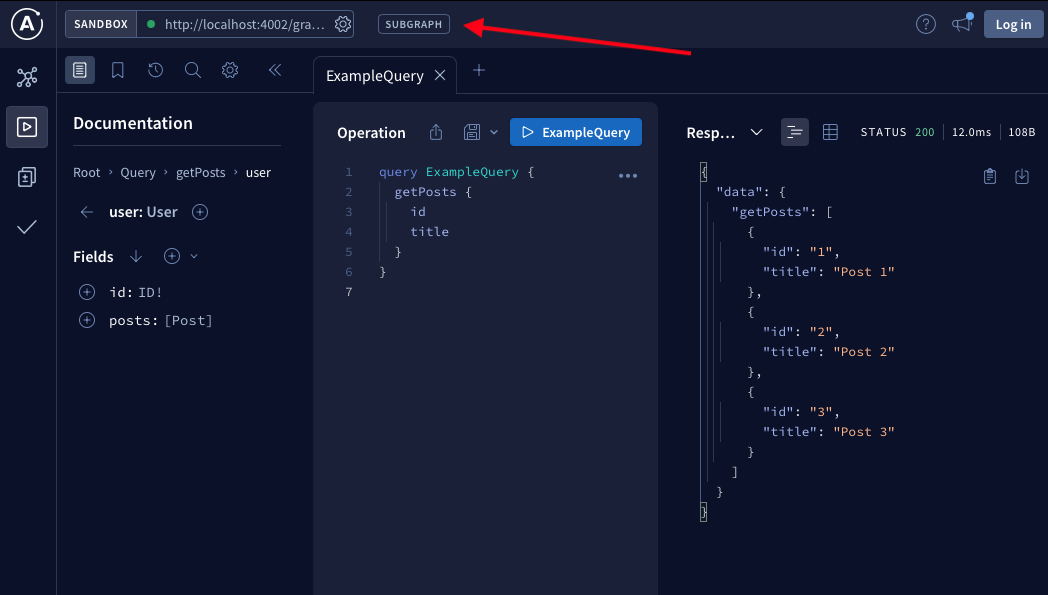 SANDBOX
http://localhost:4002/gra...
SUBGRAPH
Log in
ExampleQuery
Documentation
Root › Query › getPosts › user
user: User
Fields
id: ID!
posts: [Post]
Operation
ExampleQuery
1 query ExampleQuery {
2 getPosts {
3 id
4 title
5 }
6 }
7
Resp...
STATUS 200
12.0ms
108B
{
"data": {
"getPosts": [
{
"id": "1",
"title": "Post 1"
},
{
"id": "2",
"title": "Post 2"
},
{
"id": "3",
"title": "Post 3"
}
]
}
}